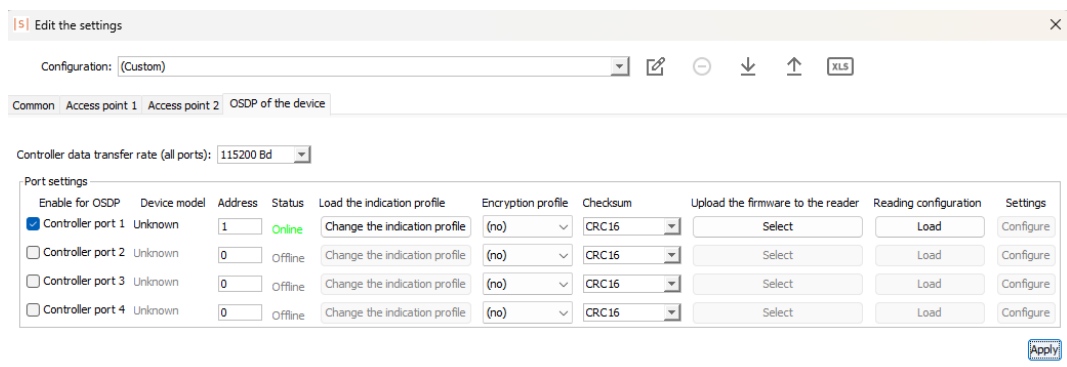 |S| Edit the settings
Configuration: (Custom) XLS
Common Access point 1 Access point 2 OSDP of the device
Controller data transfer rate (all ports): 115200 Bd
Port settings
Enable for OSDP Device model Address Status Load the indication profile Encryption profile Checksum Upload the firmware to the reader Reading configuration Settings
Controller port 1 Unknown 1 Online Change the indication profile (no) CRC16 Select Load Configure
Controller port 2 Unknown 0 Offline Change the indication profile (no) CRC16 Select Load Configure
Controller port 3 Unknown 0 Offline Change the indication profile (no) CRC16 Select Load Configure
Controller port 4 Unknown 0 Offline Change the indication profile (no) CRC16 Select Load Configure
Apply